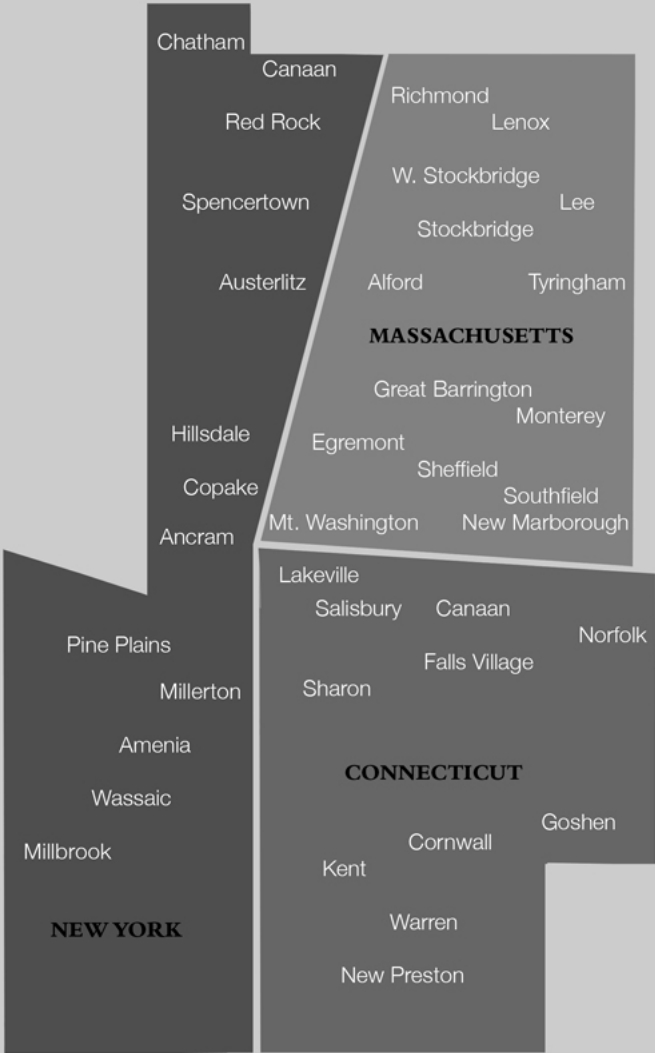 Chatham
Canaan
Richmond
Red Rock
Lenox
W. Stockbridge
Spencertown
Lee
Stockbridge
Austerlitz
Alford
Tyringham
MASSACHUSETTS
Great Barrington
Monterey
Hillsdale
Egremont
Sheffield
Copake
Southfield
Mt. Washington
New Marborough
Ancram
Lakeville
Salisbury
Canaan
Norfolk
Pine Plains
Falls Village
Millerton
Sharon
Amenia
CONNECTICUT
Wassaic
Goshen
Cornwall
Millbrook
Kent
Warren
NEW YORK
New Preston